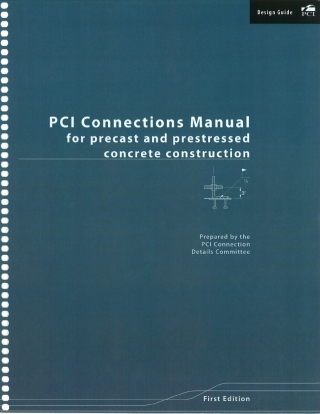 Design Guide
PCI
PCI Connections Manual
for precast and prestressed
concrete construction
Prepared by the
PCI Connection
Details Committee
First Edition